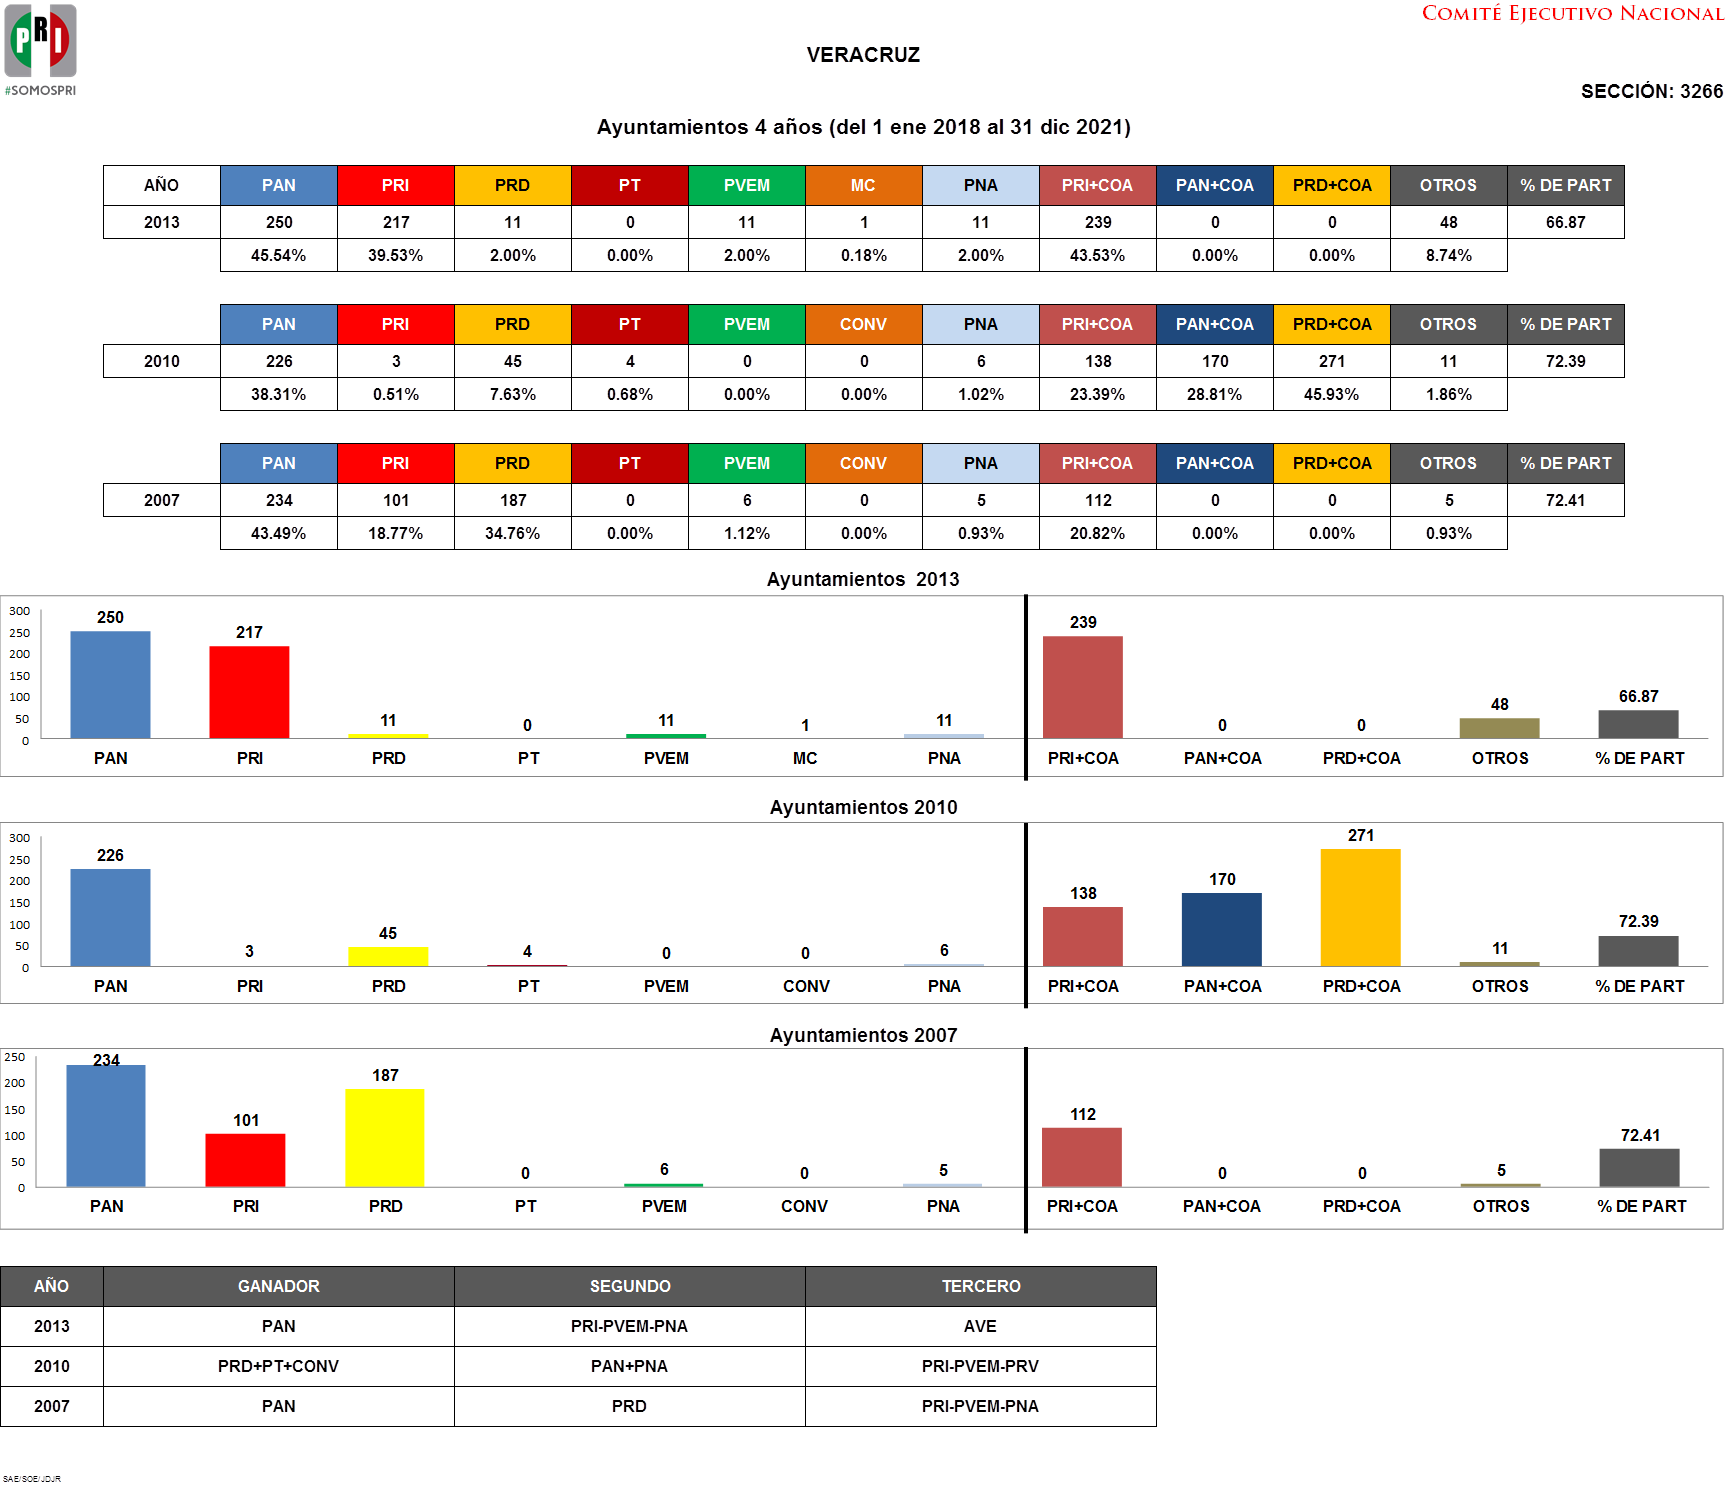 COMITÉ EJECUTIVO NACIONAL
PRI
#SOMOSPRI
VERACRUZ
SECCIÓN: 3266
Ayuntamientos 4 años (del 1 ene 2018 al 31 dic 2021)
AÑO PAN PRI PRD PT PVEM MC PNA PRI+COA PAN+COA PRD+COA OTROS % DE PART
2013 250 217 11 0 11 1 11 239 0 0 48 66.87
45.54% 39.53% 2.00% 0.00% 2.00% 0.18% 2.00% 43.53% 0.00% 0.00% 8.74%
PAN PRI PRD PT PVEM CONV PNA PRI+COA PAN+COA PRD+COA OTROS % DE PART
2010 226 3 45 4 0 0 6 138 170 271 11 72.39
38.31% 0.51% 7.63% 0.68% 0.00% 0.00% 1.02% 23.39% 28.81% 45.93% 1.86%
PAN PRI PRD PT PVEM CONV PNA PRI+COA PAN+COA PRD+COA OTROS % DE PART
2007 234 101 187 0 6 0 5 112 0 0 5 72.41
43.49% 18.77% 34.76% 0.00% 1.12% 0.00% 0.93% 20.82% 0.00% 0.00% 0.93%
Ayuntamientos 2013
300
250
200
150
100
50
0
250 217 11 0 11 1 11 239 0 0 48 66.87
PAN PRI PRD PT PVEM MC PNA PRI+COA PAN+COA PRD+COA OTROS % DE PART
Ayuntamientos 2010
300
250
200
150
100
50
0
226 3 45 4 0 0 6 138 170 271 11 72.39
PAN PRI PRD PT PVEM CONV PNA PRI+COA PAN+COA PRD+COA OTROS % DE PART
Ayuntamientos 2007
250
200
150
100
50
0
234 101 187 0 6 0 5 112 0 0 5 72.41
PAN PRI PRD PT PVEM CONV PNA PRI+COA PAN+COA PRD+COA OTROS % DE PART
AÑO GANADOR SEGUNDO TERCERO
2013 PAN PRI-PVEM-PNA AVE
2010 PRD+PT+CONV PAN+PNA PRI-PVEM-PRV
2007 PAN PRD PRI-PVEM-PNA
SAE/SOE/JDJR